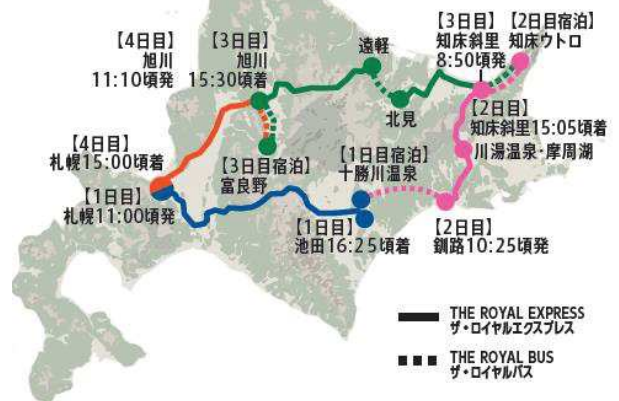 【4日目】
旭川
11:10頃発
【3日目】
旭川
15:30頃着
遠軽
【3日目】
知床斜里
8:50頃発
【2日目宿泊】
知床ウトロ
北見
【2日目】
知床斜里15:05頃着
川湯温泉・摩周湖
【4日目】
札幌15:00頃着
【3日目宿泊】
富良野
【1日目宿泊】
十勝川温泉
【1日目】
札幌11:00頃発
【1日目】
池田16:25頃着
【2日目】
釧路10:25頃発
THE ROYAL EXPRESS
ザ・ロイヤルエクスプレス
THE ROYAL BUS
ザ・ロイヤルバス